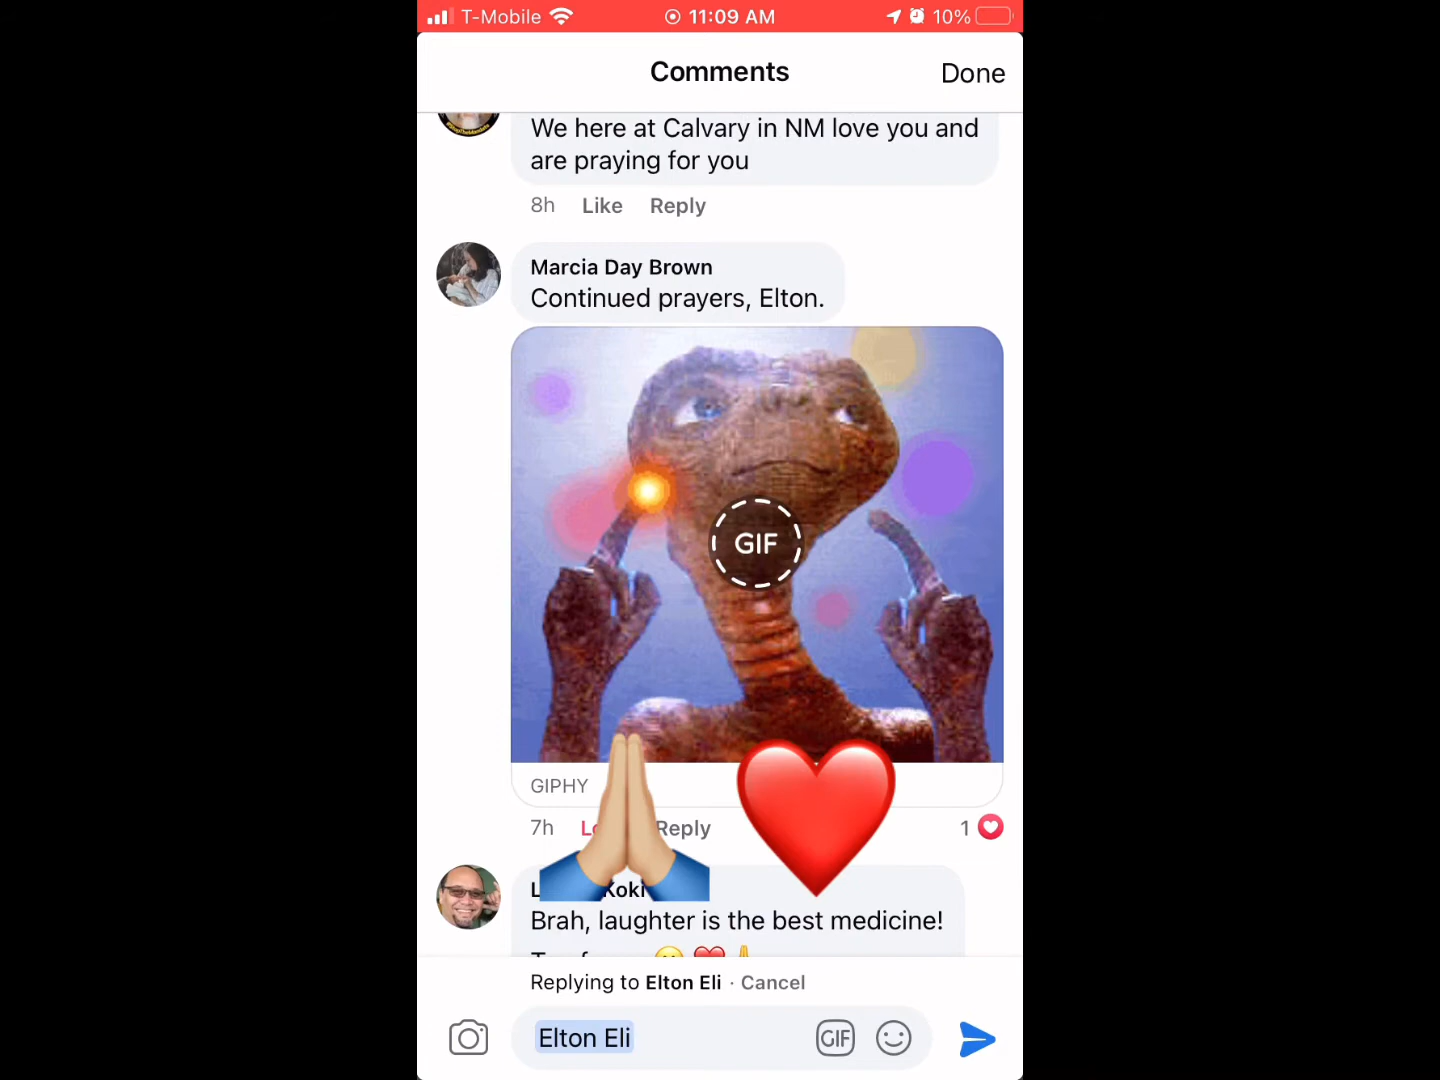 T-Mobile 11:09 AM 10%
Comments Done
We here at Calvary in NM love you and
are praying for you
8h Like Reply
Marcia Day Brown
Continued prayers, Elton.
GIF
GIPHY
7h Reply 1
Koki
Brah, laughter is the best medicine!
Replying to Elton Eli · Cancel
Elton Eli GIF